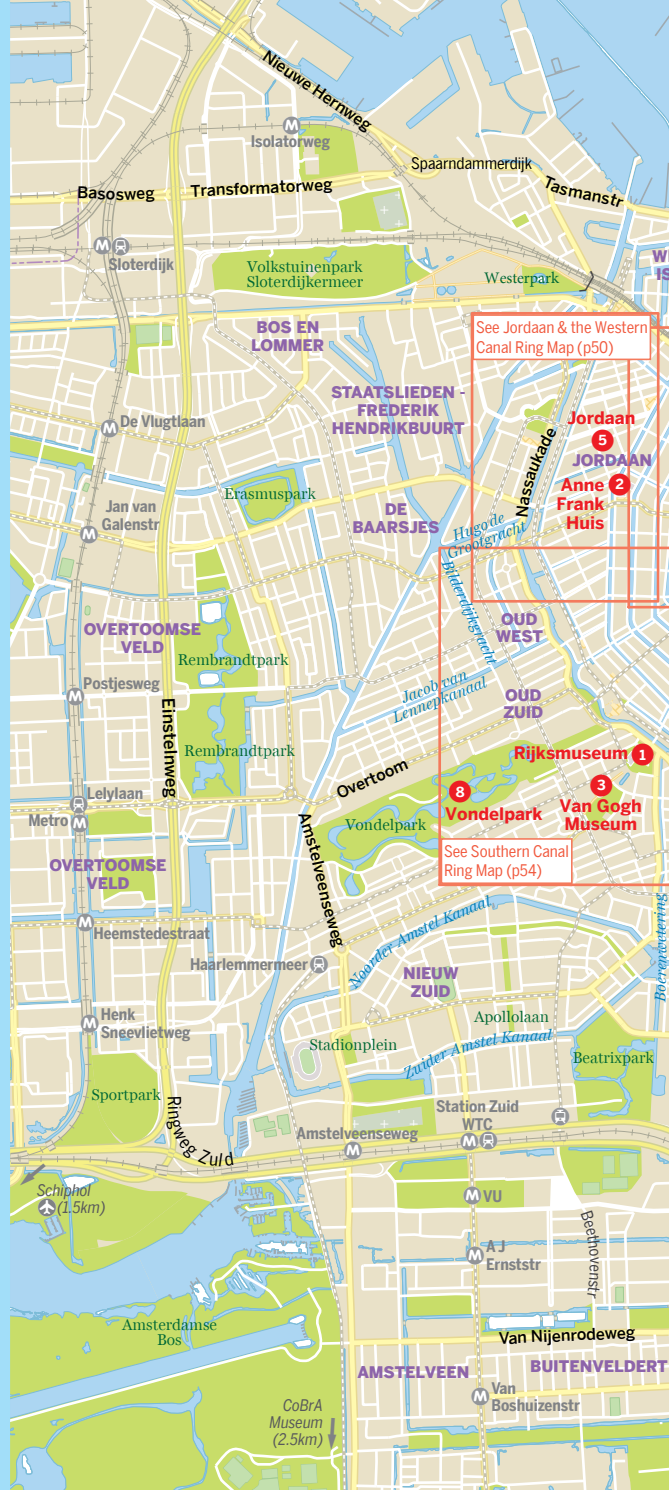 Nieuwe Hernweg
Isolatorweg
Spaarndammerdijk
Basosweg
Transformatorweg
Tasmanstr
Sloterdijk
Volkstuinenpark
Sloterdijkermeer
Westerpark
W
IS
See Jordaan & the Western
Canal Ring Map (p50)
BOS EN
LOMMER
STAATSLIEDEN -
FREDERIK
HENDRIKBUURT
De Vlugtlaan
Jordaan
5
JORDAAN
Nassaukade
Anne
Frank
Huis
2
Erasmuspark
Jan van
Galenstr
DE
BAARSJES
Hugo de
Grootgracht
Bilderdijkgracht
OVERTOOMSE
VELD
OUD
WEST
Rembrandtpark
Postjesweg
Jacob van
Lennepkanaal
OUD
ZUID
Einstelnweg
Rembrandtpark
Rijksmuseum 1
Overtoom
3
Van Gogh
Museum
8
Vondelpark
Lelylaan
Metro
Vondelpark
Amstelveenseweg
OVERTOOMSE
VELD
See Southern Canal
Ring Map (p54)
Heemstedestraat
Noorder Amstel Kanaal
Boerenwetering
Haarlemmermeer
NIEUW
ZUID
Henk
Sneevlietweg
Apollolaan
Stadionplein
Zuider Amstel Kanaal
Beatrixpark
Sportpark
Ringweg Zuld
Station Zuid
WTC
Amstelveenseweg
Schiphol
(1.5km)
VU
Beethovenstr
A J
Ernststr
Amsterdamse
Bos
Van Nijenrodeweg
AMSTELVEEN
BUITENVELDERT
Van
Boshuizenstr
CoBrA
Museum
(2.5km)
M
M
M
M
M
M
M
M
M
M
M
M
M